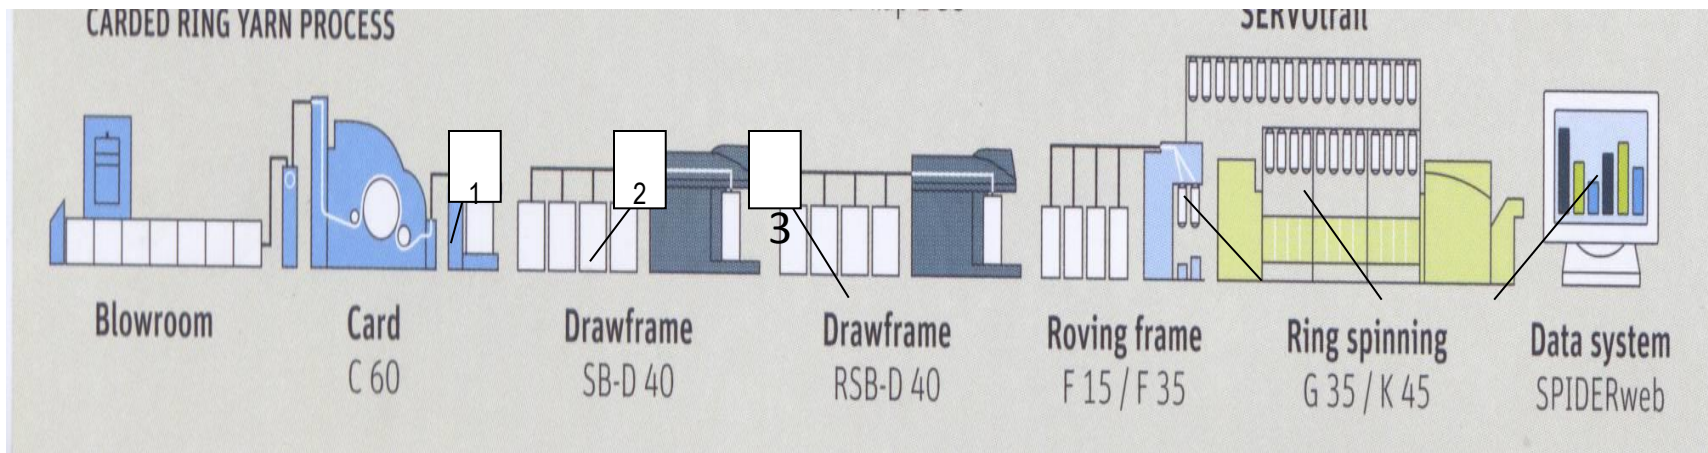 CARDED RING YARN PROCESS
SERVOtrail
1
2
3
Blowroom
Card
C 60
Drawframe
SB-D 40
Drawframe
RSB-D 40
Roving frame
F 15 / F 35
Ring spinning
G 35 / K 45
Data system
SPIDERweb